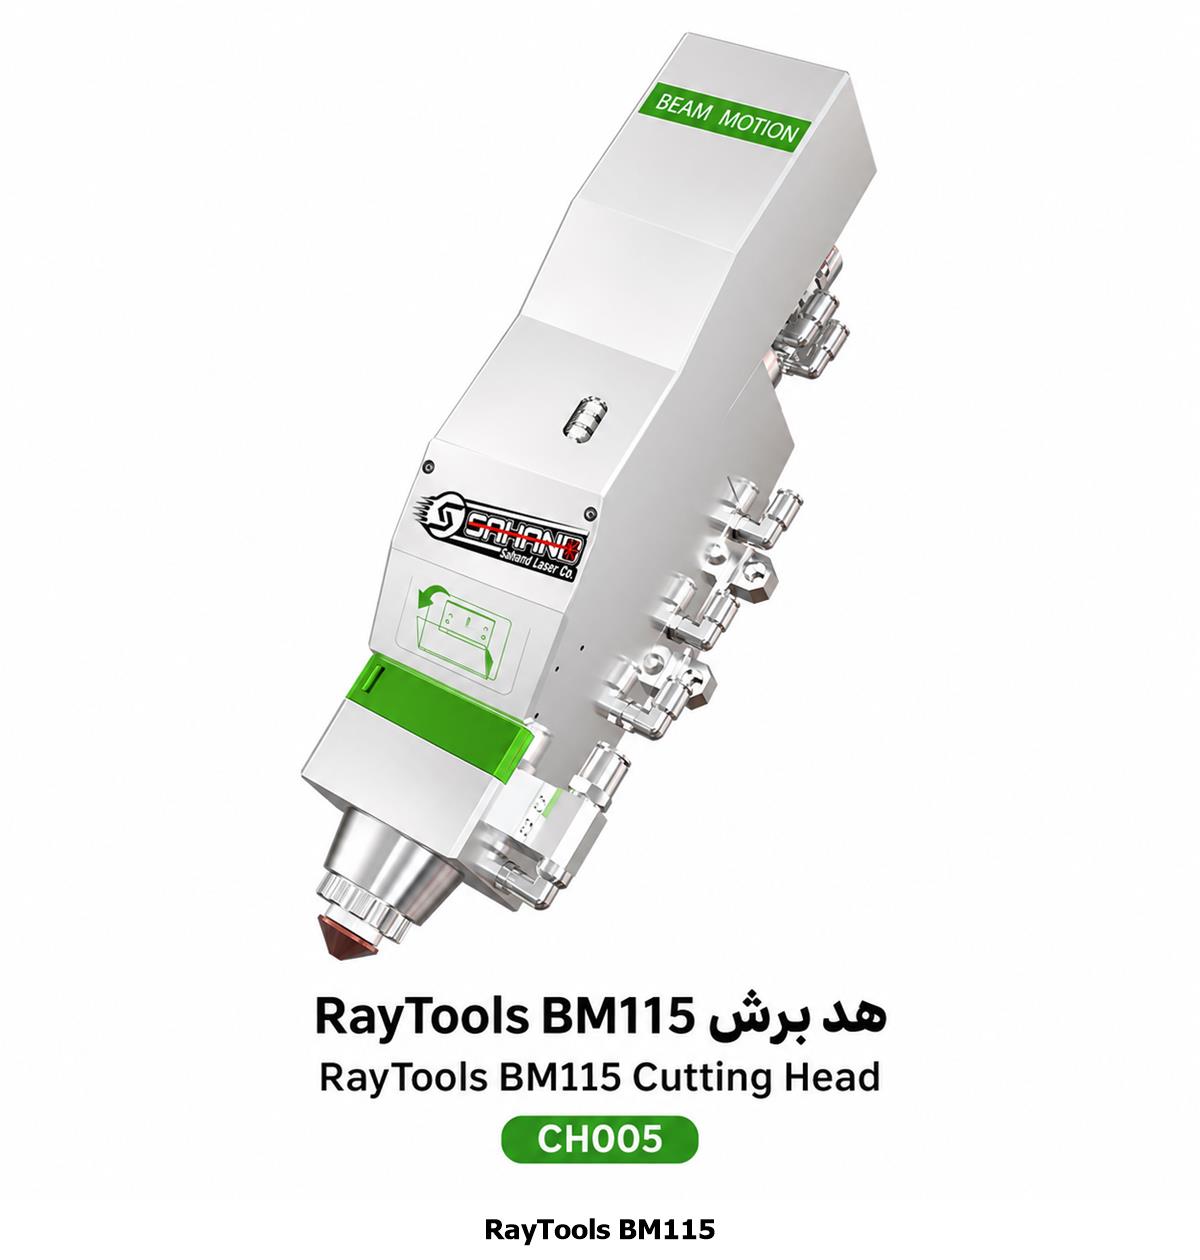 BEAM MOTION
SAHAND
Sahand Laser Co.
هد برش RayTools BM115
RayTools BM115 Cutting Head
CH005
RayTools BM115